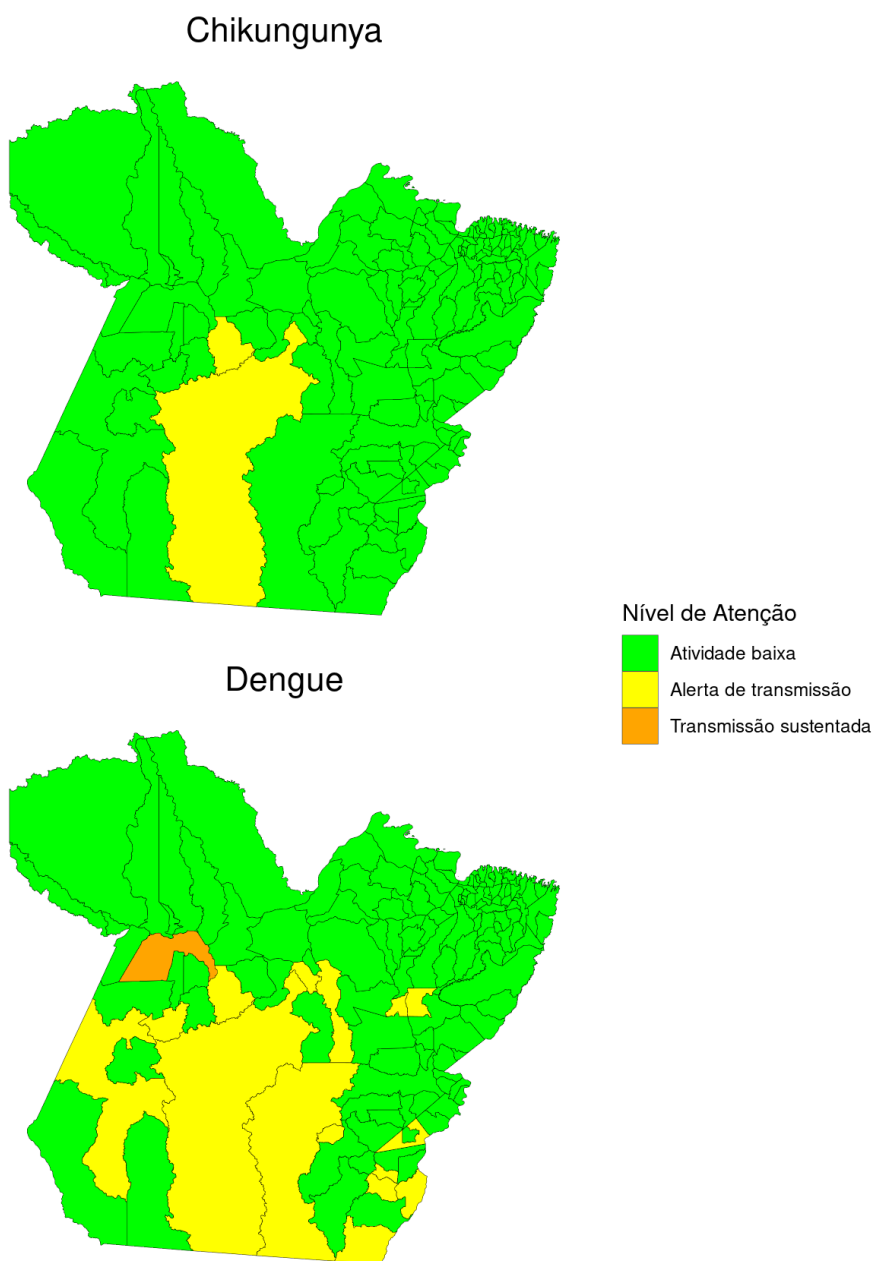 Chikungunya
Nível de Atenção
Atividade baixa
Alerta de transmissão
Transmissão sustentada
Dengue